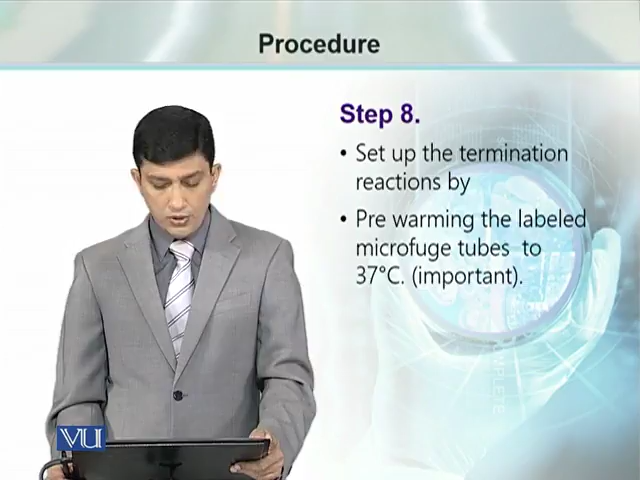 Procedure
Step 8.
• Set up the termination
reactions by
• Pre warming the labeled
microfuge tubes to
37°C. (important).
VU